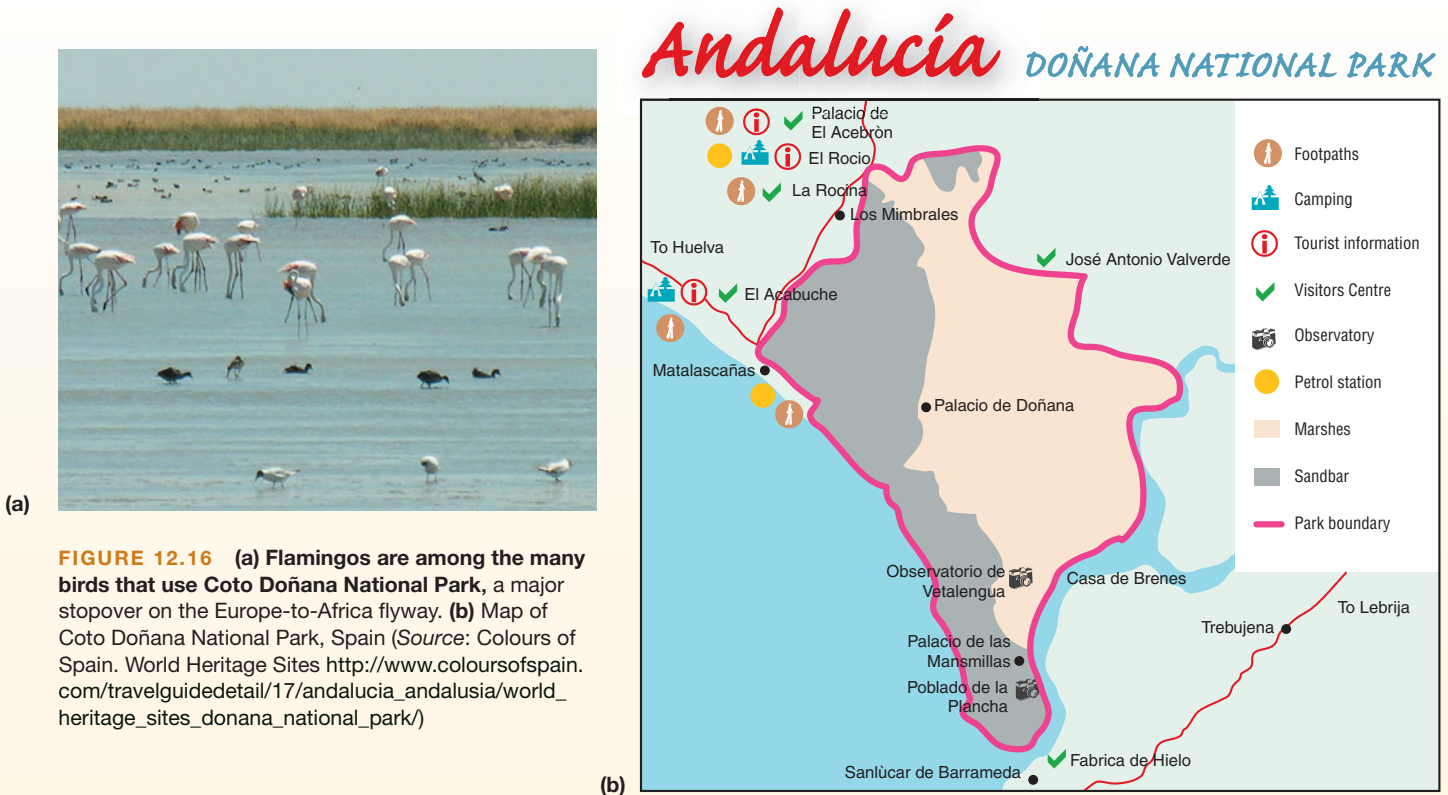 (a)
FIGURE 12.16 (a) Flamingos are among the many
birds that use Coto Doñana National Park, a major
stopover on the Europe-to-Africa flyway. (b) Map of
Coto Doñana National Park, Spain (Source: Colours of
Spain. World Heritage Sites http://www.coloursofspain.
com/travelguidedetail/17/andalucia_andalusia/world_
heritage_sites_donana_national_park/)
Andalucía DOÑANA NATIONAL PARK
Palacio de
El Acebròn
El Rocio
La Rocina
Los Mimbrales
To Huelva
José Antonio Valverde
El Acabuche
Matalascañas
Palacio de Doñana
Observatorio de
Vetalengua
Casa de Brenes
To Lebrija
Trebujena
Palacio de las
Mansmillas
Poblado de la
Plancha
Fabrica de Hielo
Sanlùcar de Barrameda
Footpaths
Camping
Tourist information
Visitors Centre
Observatory
Petrol station
Marshes
Sandbar
Park boundary
(b)